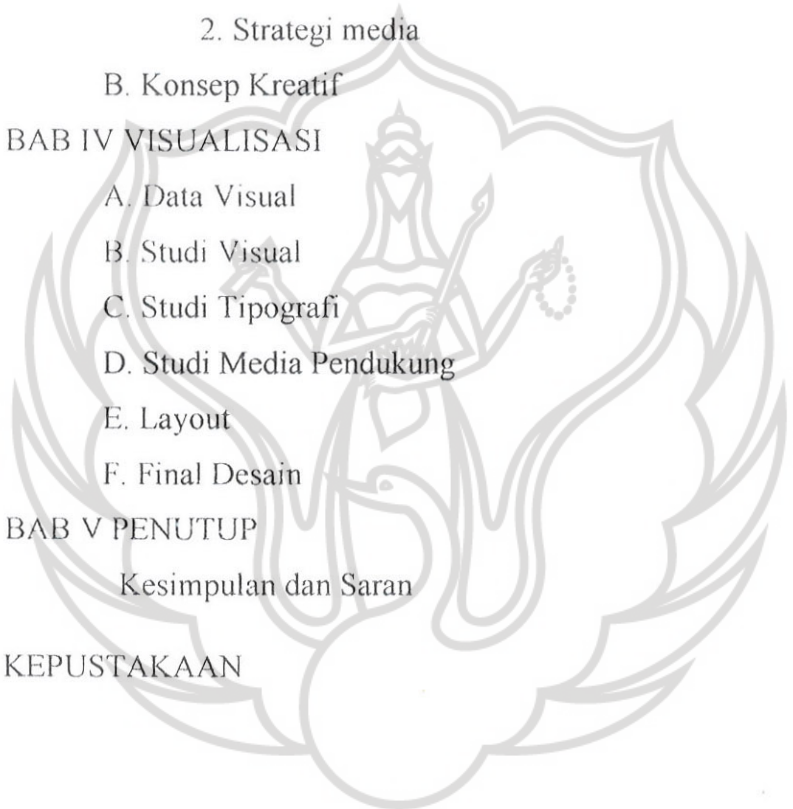 2. Strategi media
B. Konsep Kreatif
BAB IV VISUALISASI
A. Data Visual
B. Studi Visual
C. Studi Tipografi
D. Studi Media Pendukung
E. Layout
F. Final Desain
BAB V PENUTUP
Kesimpulan dan Saran
KEPUSTAKAAN